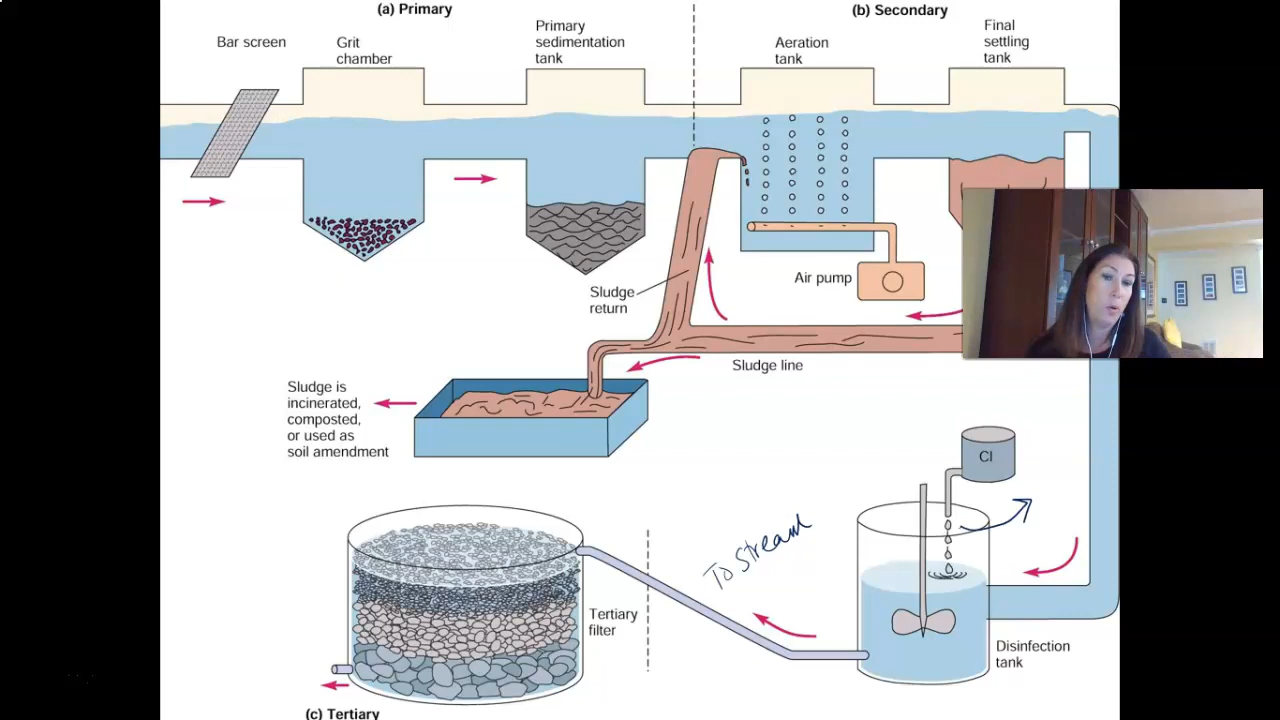 (a) Primary
(b) Secondary
Bar screen
Grit
chamber
Primary
sedimentation
tank
Aeration
tank
Final
settling
tank
Sludge
return
Air pump
Sludge line
Sludge is
incinerated,
composted,
or used as
soil amendment
Cl
To Stream
Tertiary
filter
Disinfection
tank
(c) Tertiary